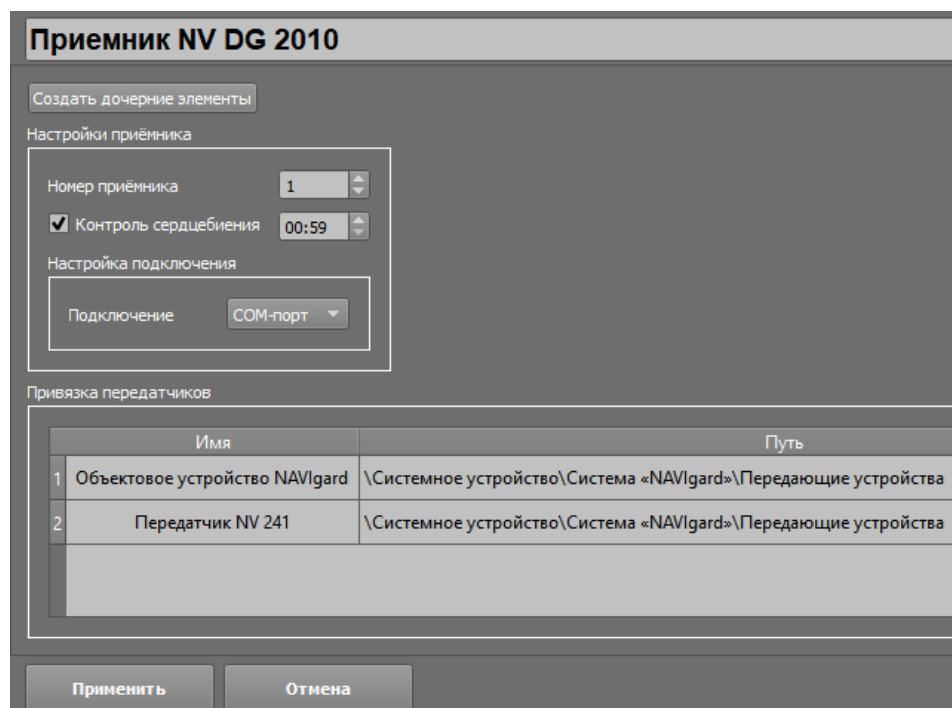 Приемник NV DG 2010
Создать дочерние элементы
Настройки приёмника
Номер приёмника 1
Контроль сердцебиения 00:59
Настройка подключения
Подключение COM-порт
Привязка передатчиков
Имя Путь
1 Объектовое устройство NAVIgard \Системное устройство\Система «NAVIgard»\Передающие устройства
2 Передатчик NV 241 \Системное устройство\Система «NAVIgard»\Передающие устройства
Применить Отмена